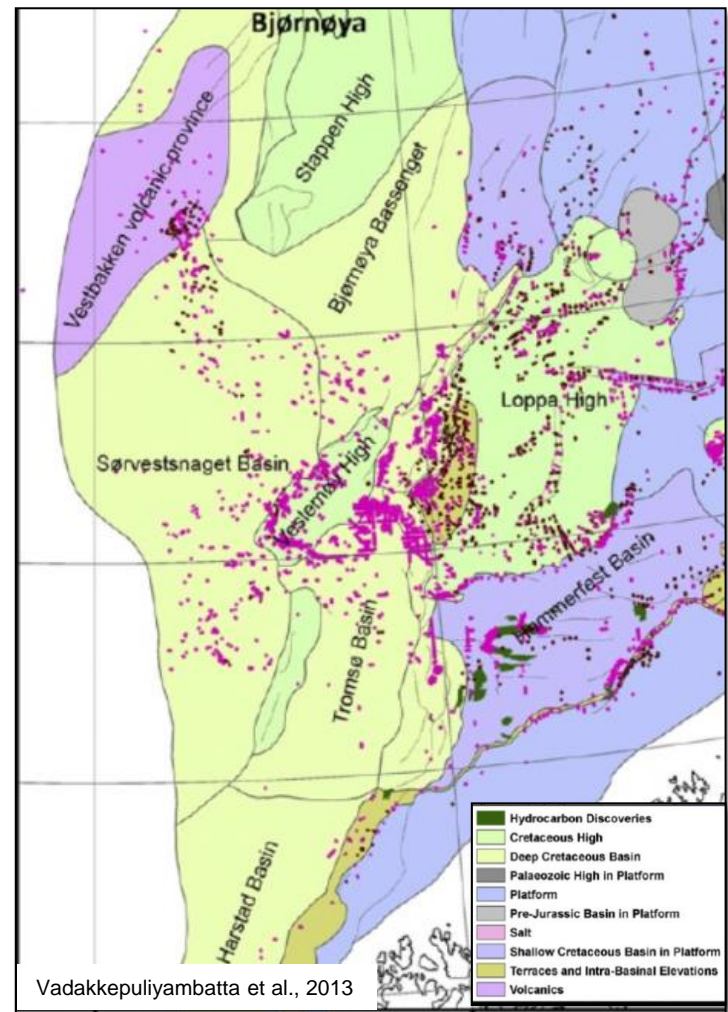 Bjørnøya
Stappen High
Vestbakken volcanic province
Bjørnøya Bassenget
Loppa High
Sørvestsnaget Basin
Veslemøy High
Hammerfest Basin
Tromsø Basin
Harstad Basin
Hydrocarbon Discoveries
Cretaceous High
Deep Cretaceous Basin
Palaeozoic High in Platform
Platform
Pre-Jurassic Basin in Platform
Salt
Shallow Cretaceous Basin in Platform
Terraces and Intra-Basinal Elevations
Volcanics
Vadakkepuliyambatta et al., 2013